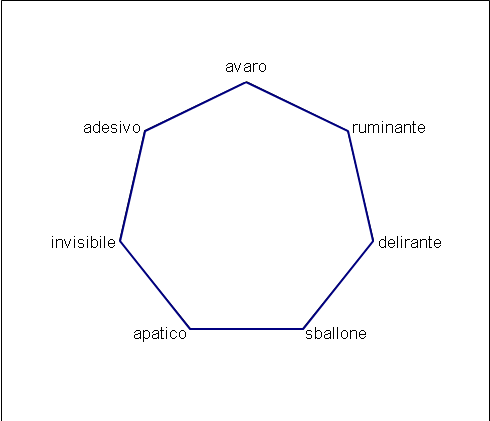 avaro
adesivo
ruminante
invisibile
delirante
apatico
sballone